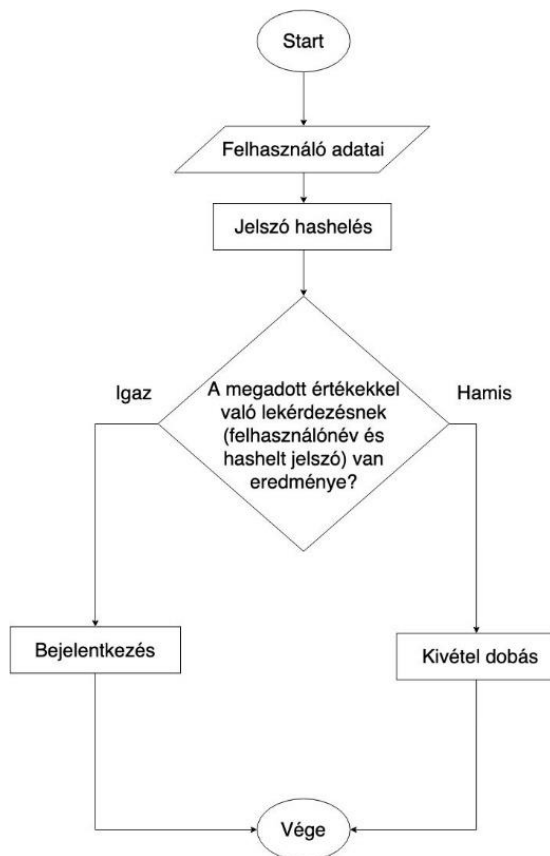 Start
Felhasználó adatai
Jelszó hashelés
Igaz
Hamis
A megadott értékekkel
való lekérdezésnek
(felhasználónév és
hashelt jelszó) van
eredménye?
Bejelentkezés
Kivétel dobás
Vége